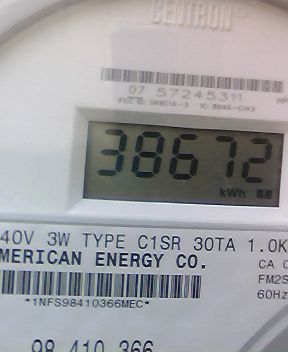 CENTRON®
07 57245311
38672
kWh
40V 3W TYPE C1SR 30TA 1.0K
MERICAN ENERGY CO.
CA
FM2S
60Hz
*1NFS98410366MEC*
98 410 366